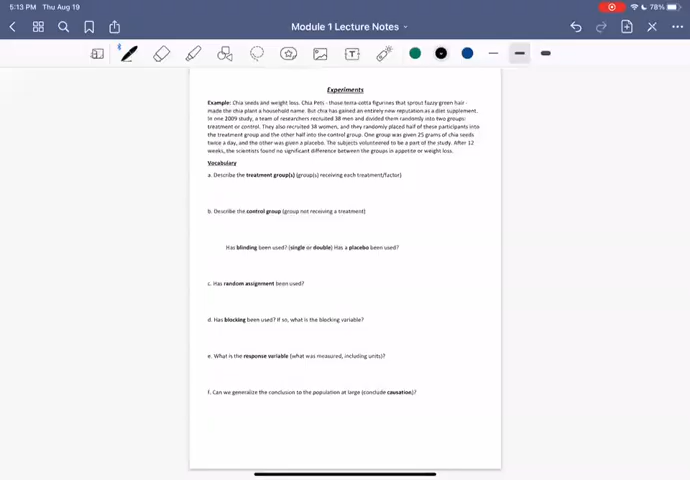 5:13 PM Thu Aug 19
78%
Module 1 Lecture Notes
Experiments
Example: Chia seeds and weight loss. Chia Pets - those terra-cotta figurines that sprout fuzzy green hair -
made the chia plant a household name. But chia has gained an entirely new reputation as a diet supplement.
In one 2009 study, a team of researchers recruited 38 men and divided them randomly into two groups:
treatment or control. They also recruited 38 women, and they randomly placed half of these participants into
the treatment group and the other half into the control group. One group was given 25 grams of chia seeds
twice a day, and the other was given a placebo. The subjects volunteered to be a part of the study. After 12
weeks, the scientists found no significant difference between the groups in appetite or weight loss.
Vocabulary
a. Describe the treatment group(s) (group(s) receiving each treatment/factor)
b. Describe the control group (group not receiving a treatment)
Has blinding been used? (single or double) Has a placebo been used?
c. Has random assignment been used?
d. Has blocking been used? If so, what is the blocking variable?
e. What is the response variable (what was measured, including units)?
f. Can we generalize the conclusion to the population at large (conclude causation)?